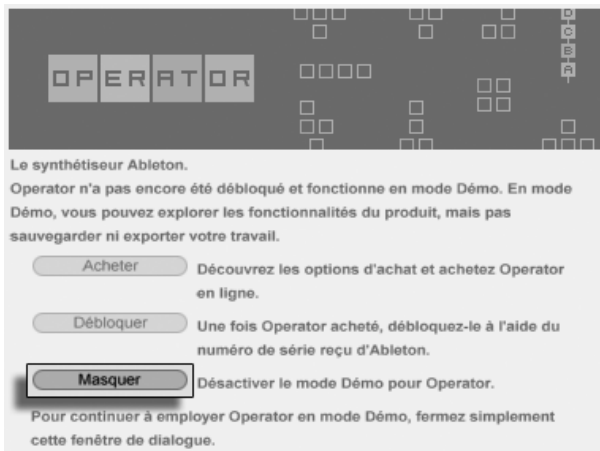 OPERATOR
D
C
B
A
Le synthétiseur Ableton.
Operator n'a pas encore été débloqué et fonctionne en mode Démo. En mode
Démo, vous pouvez explorer les fonctionnalités du produit, mais pas
sauvegarder ni exporter votre travail.
Acheter
Découvrez les options d'achat et achetez Operator
en ligne.
Débloquer
Une fois Operator acheté, débloquez-le à l'aide du
numéro de série reçu d'Ableton.
Masquer
Désactiver le mode Démo pour Operator.
Pour continuer à employer Operator en mode Démo, fermez simplement
cette fenêtre de dialogue.